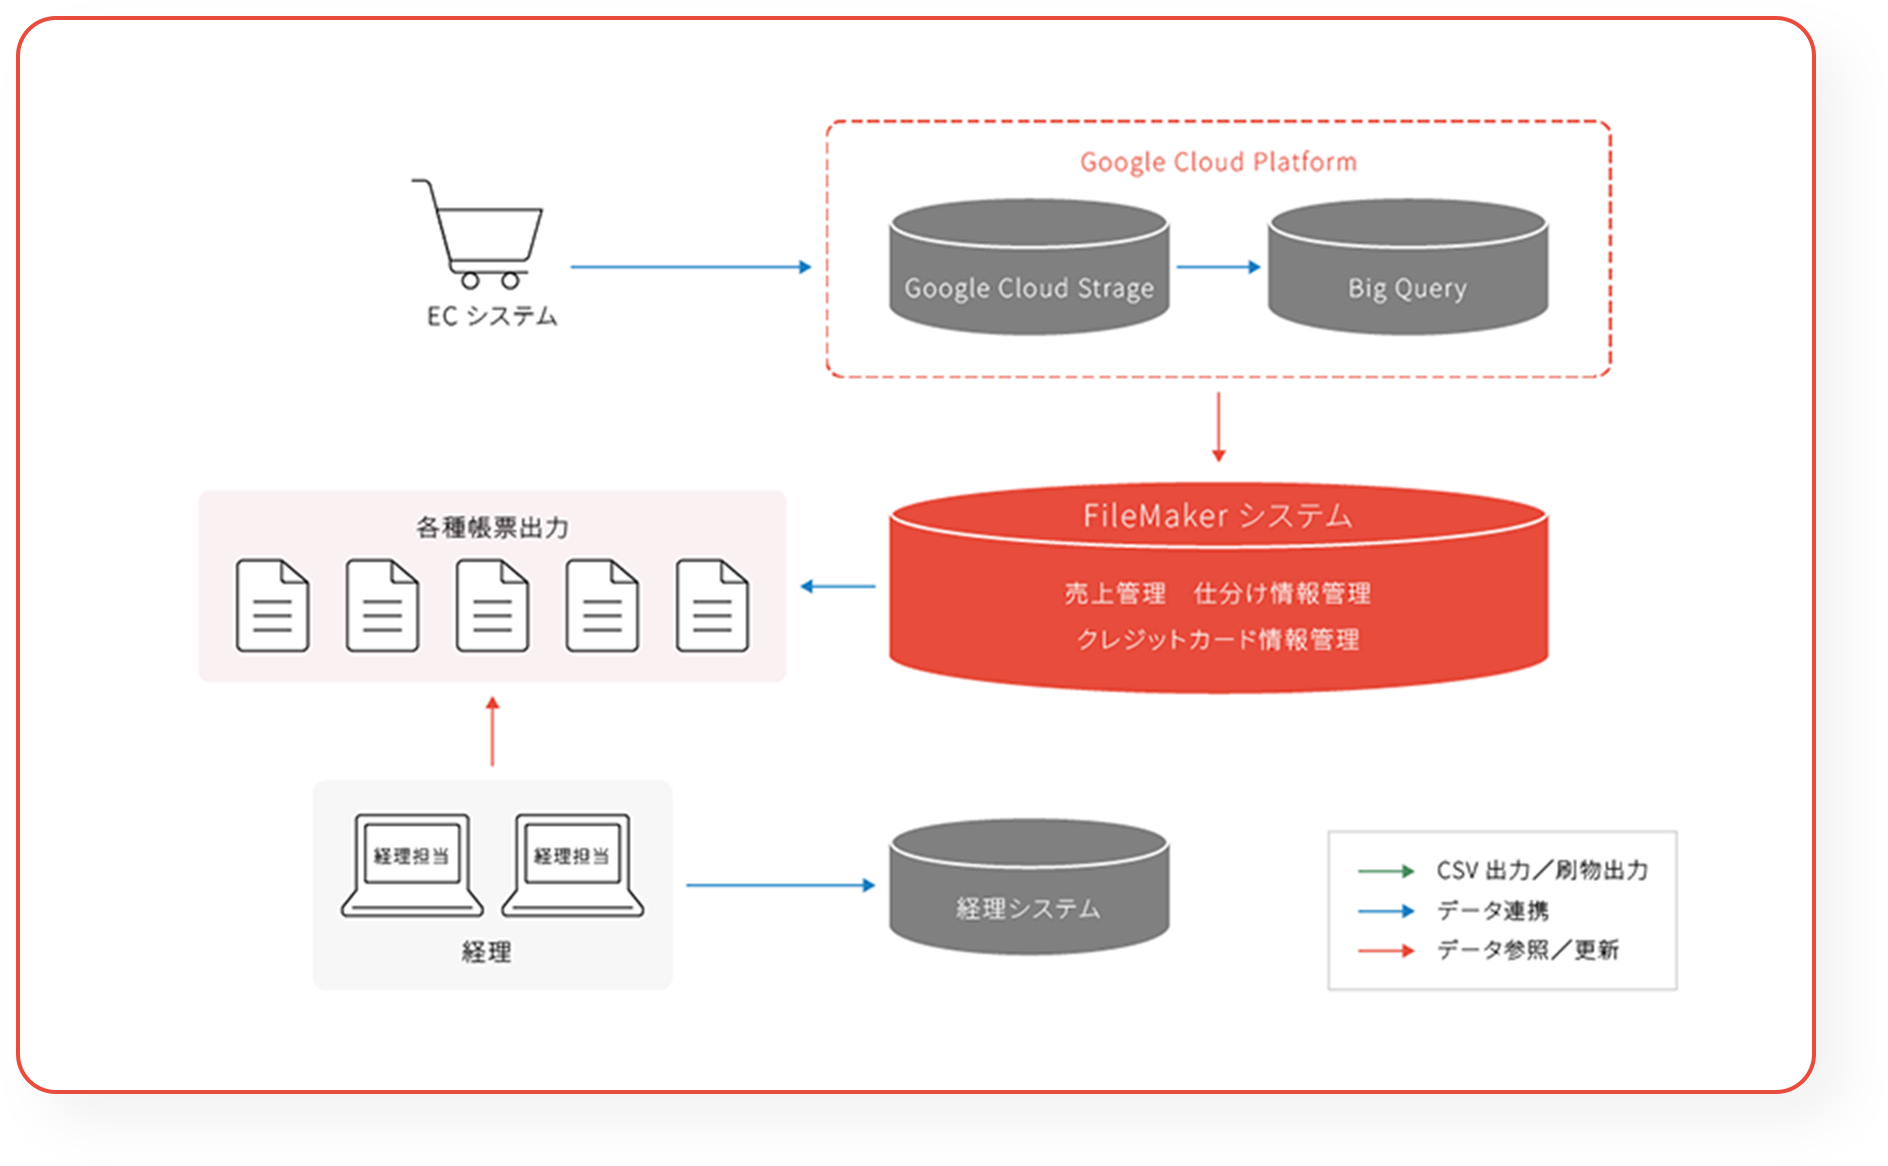 Google Cloud Platform
EC システム
Google Cloud Strage
Big Query
FileMaker システム
売上管理　仕分け情報管理
クレジットカード情報管理
各種帳票出力
経理担当
経理担当
経理
経理システム
CSV 出力／刷物出力
データ連携
データ参照／更新